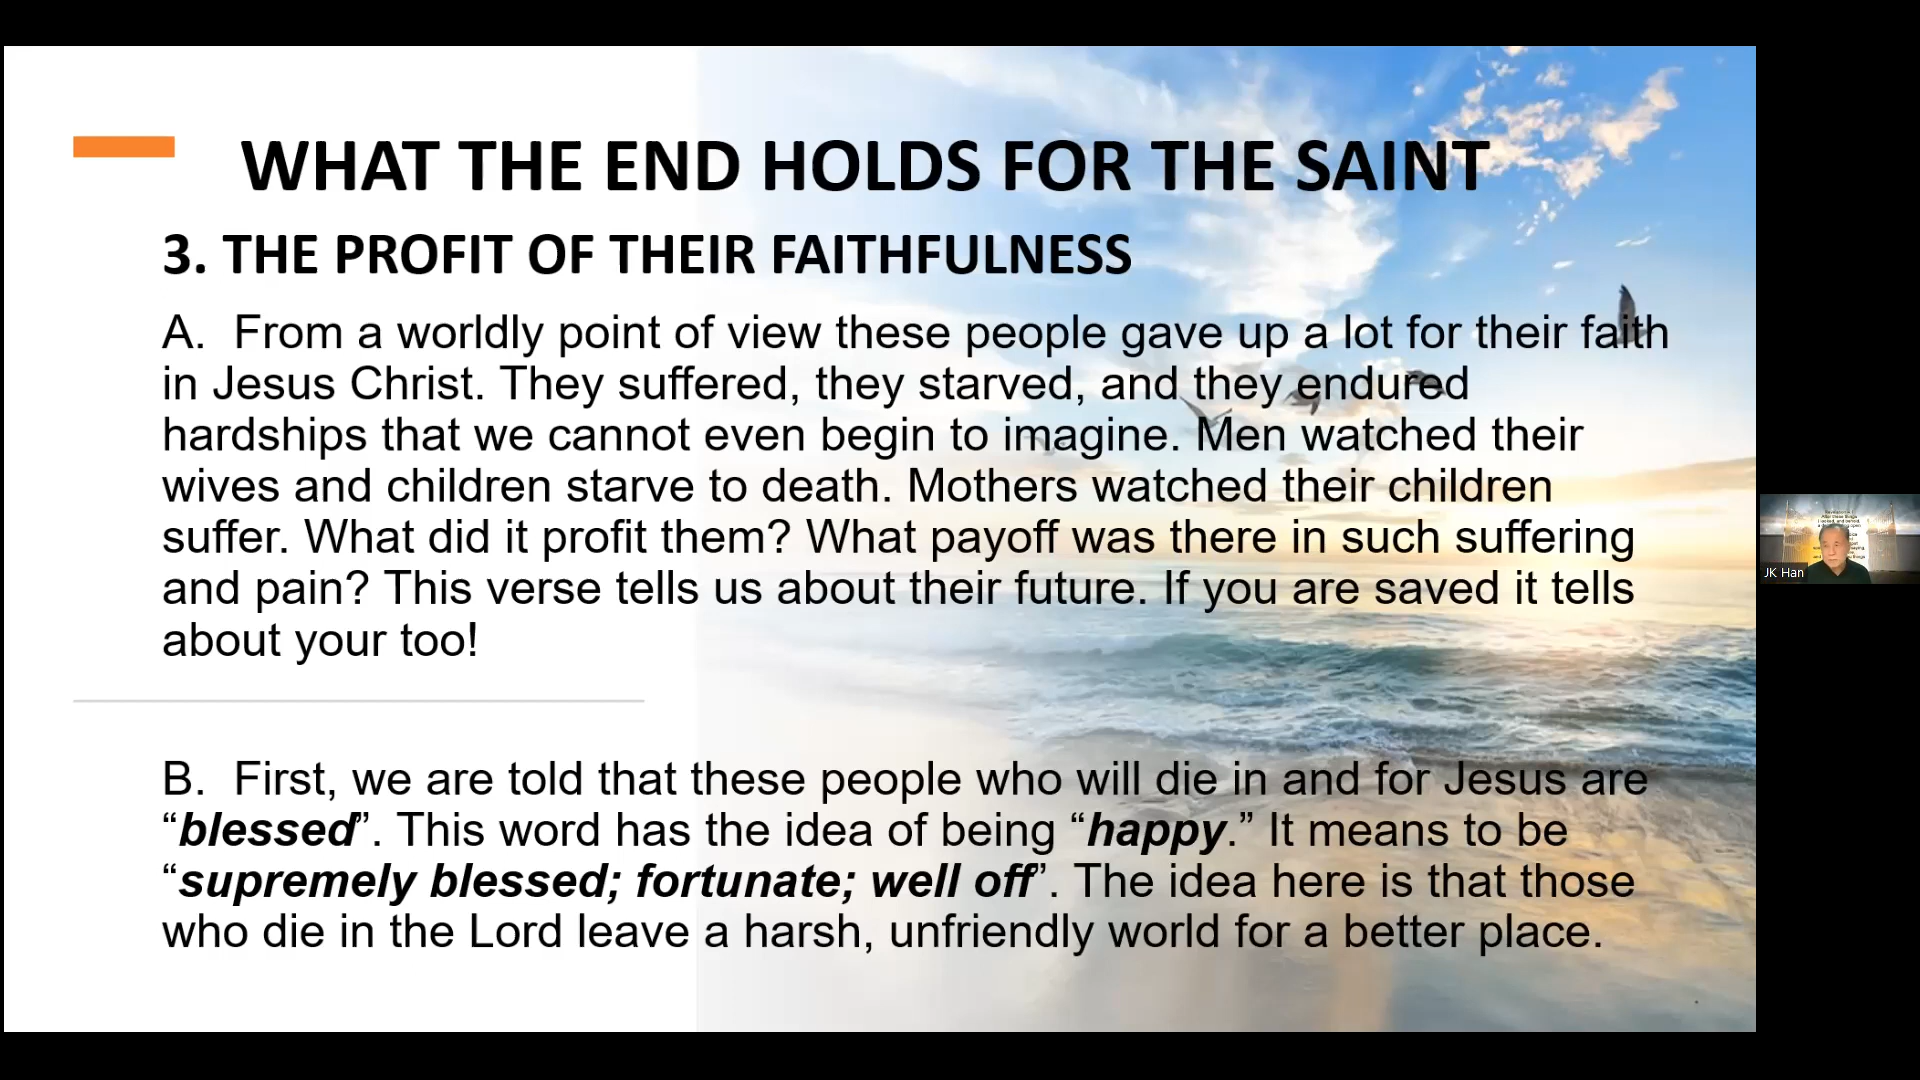 WHAT THE END HOLDS FOR THE SAINT
3. THE PROFIT OF THEIR FAITHFULNESS
A. From a worldly point of view these people gave up a lot for their faith
in Jesus Christ. They suffered, they starved, and they endured
hardships that we cannot even begin to imagine. Men watched their
wives and children starve to death. Mothers watched their children
suffer. What did it profit them? What payoff was there in such suffering
and pain? This verse tells us about their future. If you are saved it tells
about your too!
B. First, we are told that these people who will die in and for Jesus are
“blessed”. This word has the idea of being “happy.” It means to be
“supremely blessed; fortunate; well off”. The idea here is that those
who die in the Lord leave a harsh, unfriendly world for a better place.
JK Han